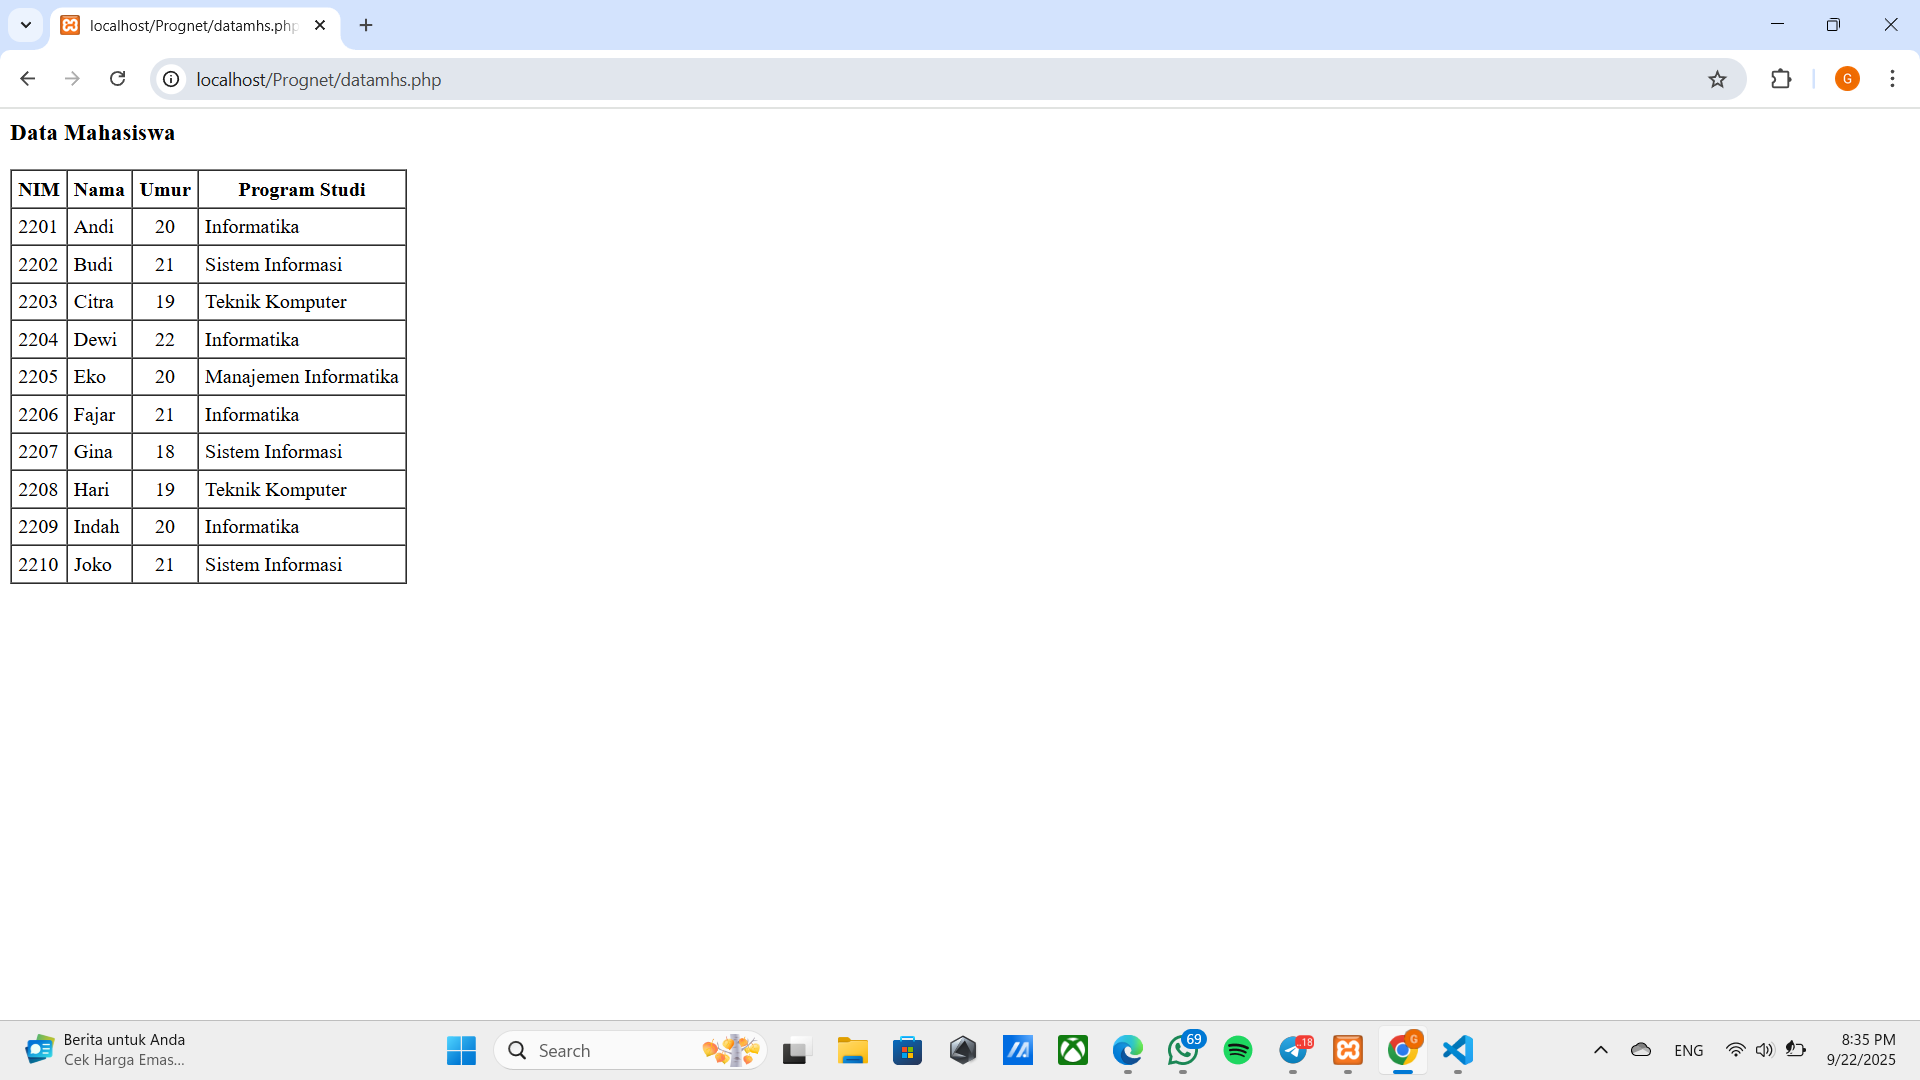 localhost/Prognet/datamhs.php
localhost/Prognet/datamhs.php
G
Data Mahasiswa
NIM Nama Umur Program Studi
2201 Andi 20 Informatika
2202 Budi 21 Sistem Informasi
2203 Citra 19 Teknik Komputer
2204 Dewi 22 Informatika
2205 Eko 20 Manajemen Informatika
2206 Fajar 21 Informatika
2207 Gina 18 Sistem Informasi
2208 Hari 19 Teknik Komputer
2209 Indah 20 Informatika
2210 Joko 21 Sistem Informasi
Berita untuk Anda
Cek Harga Emas...
Search
69
.18
G
ENG
8:35 PM
9/22/2025